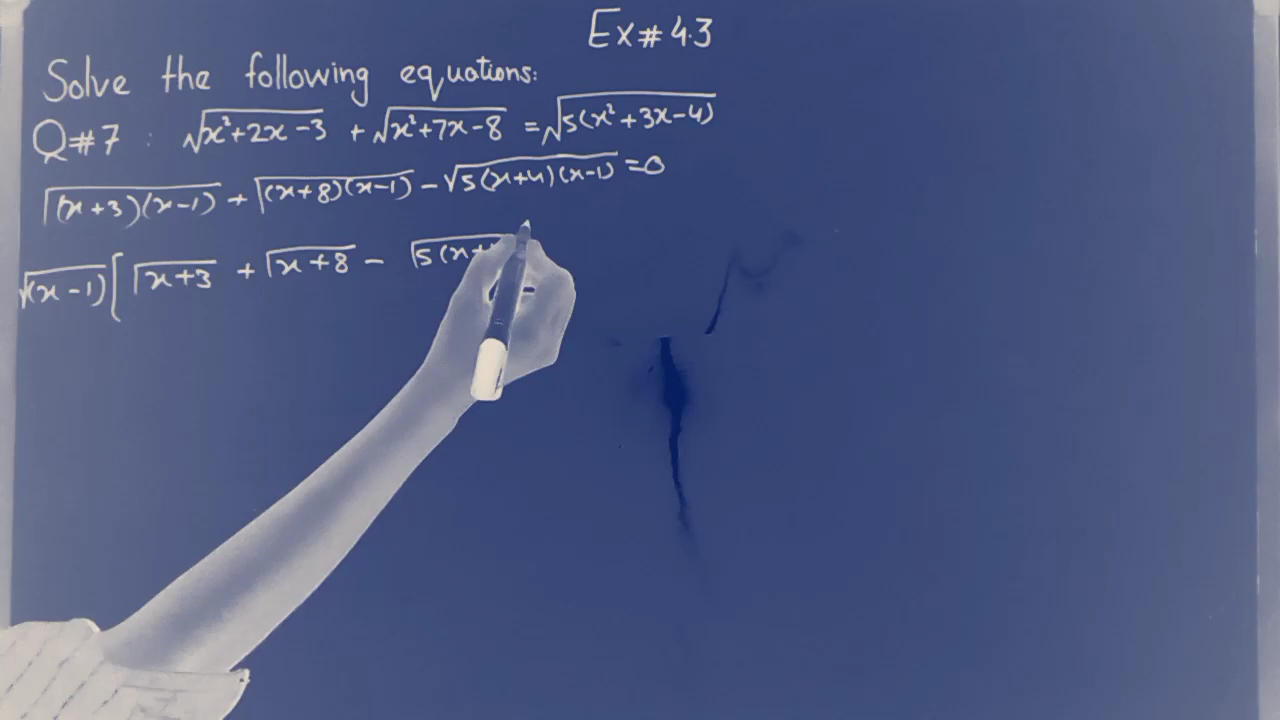 Ex# 4.3
Solve the following equations:
Q#7 : √x²+2x-3 + √x²+7x-8 = √5(x²+3x-4)
√(x+3)(x-1) + √(x+8)(x-1) - √5(x+4)(x-1) = 0
√(x-1) [ √x+3 + √x+8 - √5(x+